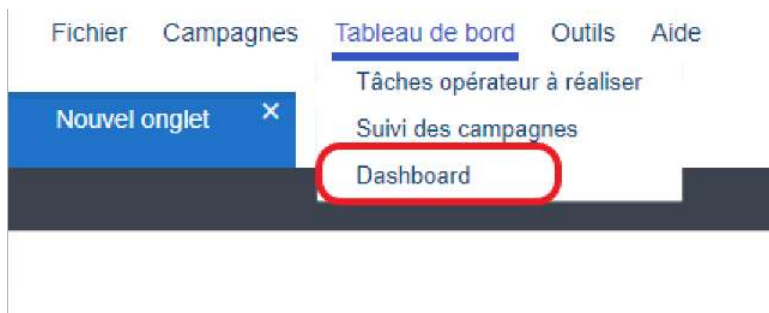 Fichier Campagnes Tableau de bord Outils Aide
Tâches opérateur à réaliser
Nouvel onglet ×
Suivi des campagnes
Dashboard